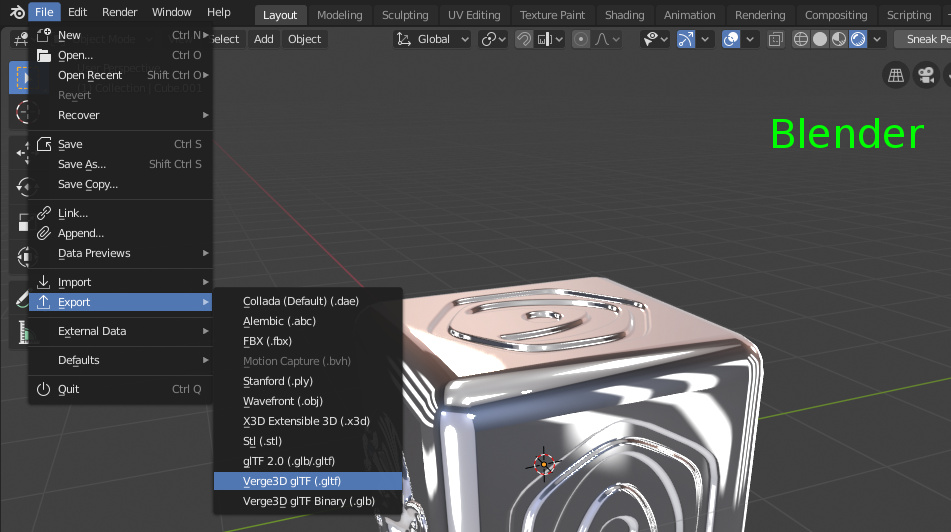 File Edit Render Window Help Layout Modeling Sculpting UV Editing Texture Paint Shading Animation Rendering Compositing Scripting
Select Add Object Global Sneak Pe
New Ctrl N
Open... Ctrl O
Open Recent Shift Ctrl O
Revert
Recover
Save Ctrl S
Save As... Shift Ctrl S
Save Copy...
Link...
Append...
Data Previews
Import
Export
External Data
Defaults
Quit Ctrl Q
Collada (Default) (.dae)
Alembic (.abc)
FBX (.fbx)
Motion Capture (.bvh)
Stanford (.ply)
Wavefront (.obj)
X3D Extensible 3D (.x3d)
Stl (.stl)
glTF 2.0 (.glb/.gltf)
Verge3D glTF (.gltf)
Verge3D glTF Binary (.glb)
Blender